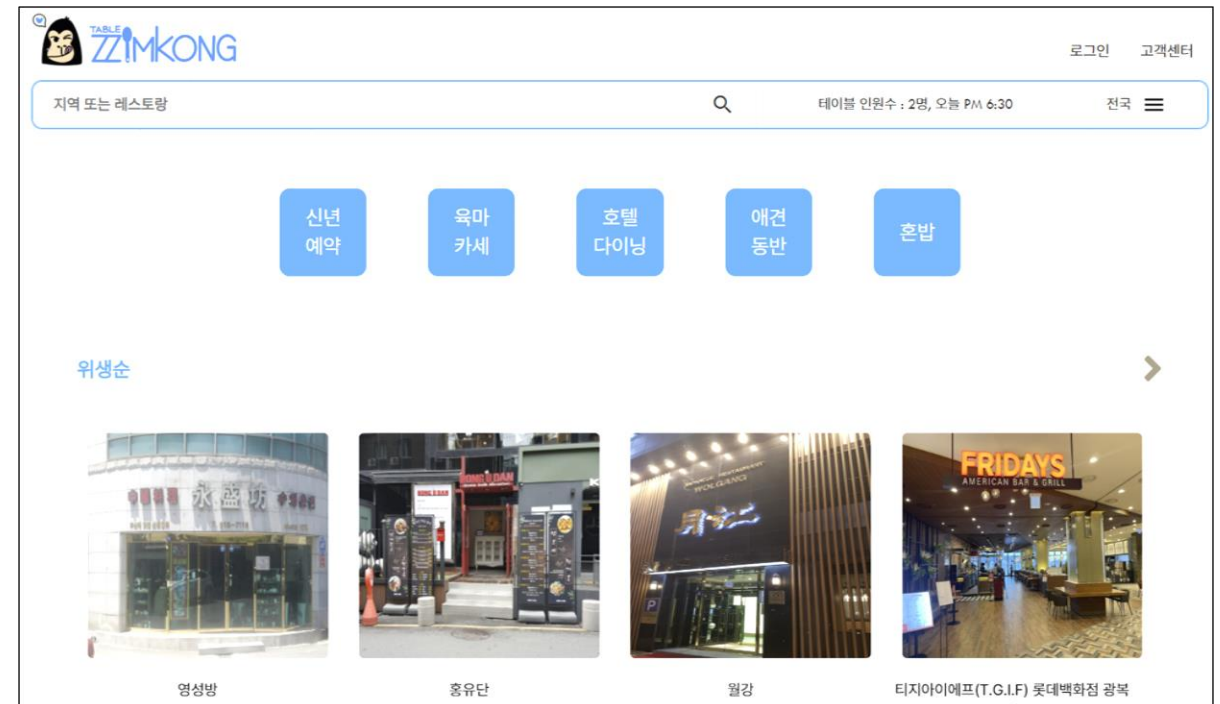 TABLE
ZZIMKONG
로그인 고객센터
지역 또는 레스토랑 테이블 인원수 : 2명, 오늘 PM 6:30 전국
신년
예약
육마
카세
호텔
다이닝
애견
동반
혼밥
위생순
永盛坊
HONG U DAN
WOLGANG
FRIDAYS
AMERICAN BAR & GRILL
영성방 홍유단 월강 티지아이에프(T.G.I.F) 롯데백화점 광복